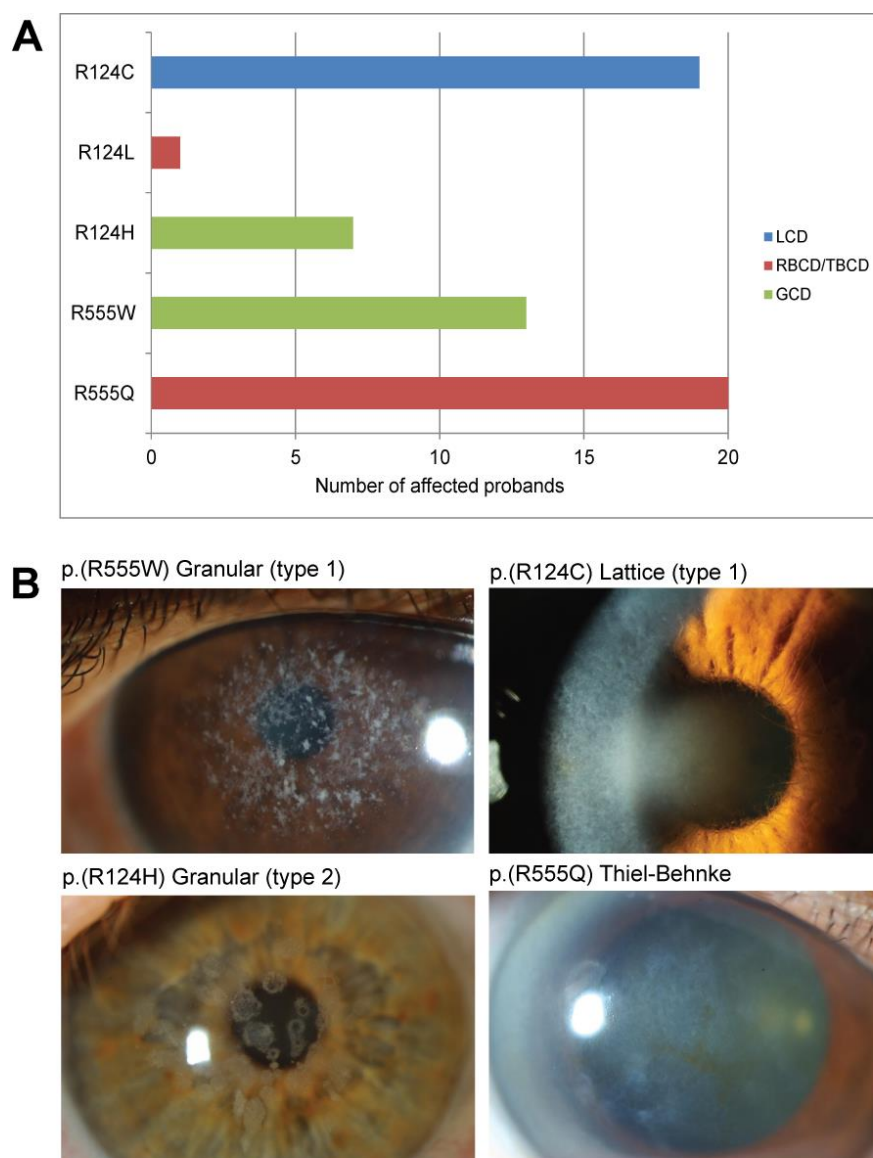 A
R124C
R124L
R124H
R555W
R555Q
0 5 10 15 20
Number of affected probands
LCD
RBCD/TBCD
GCD
B
p.(R555W) Granular (type 1)
p.(R124C) Lattice (type 1)
p.(R124H) Granular (type 2)
p.(R555Q) Thiel-Behnke